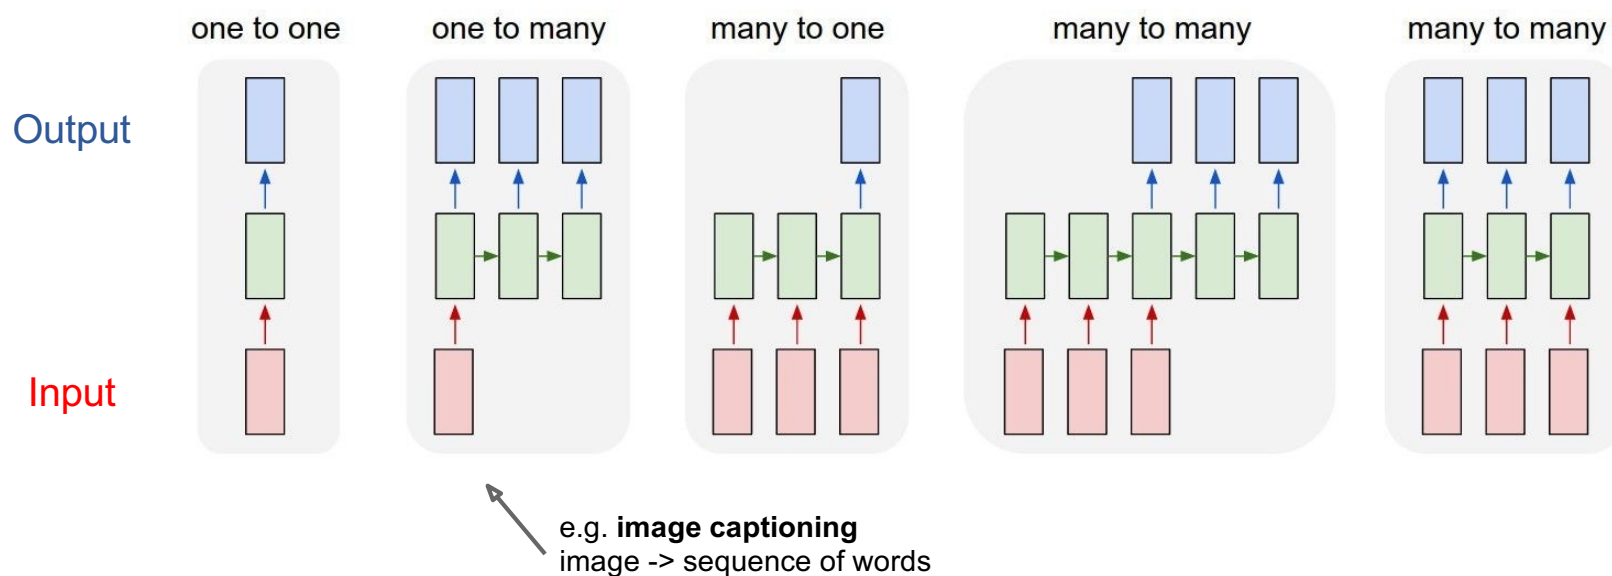 one to one
one to many
many to one
many to many
many to many
Output
Input
e.g. image captioning
image -> sequence of words